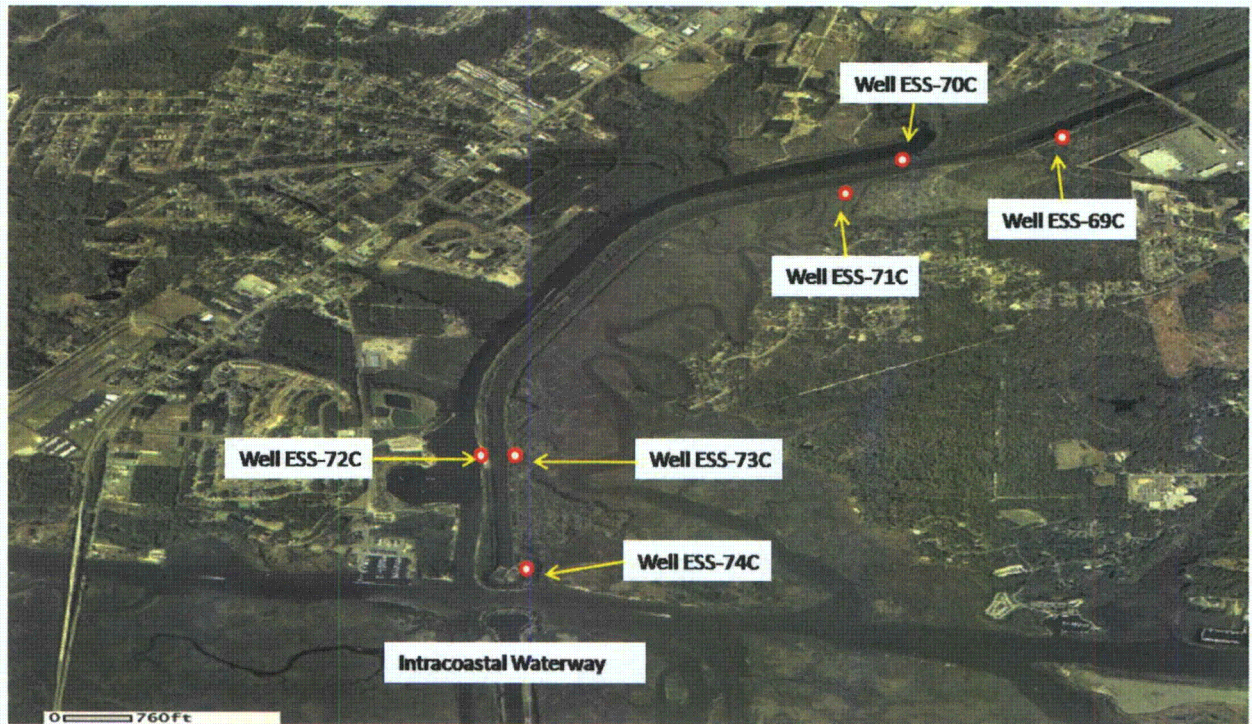 Well ESS-70C
Well ESS-69C
Well ESS-71C
Well ESS-72C
Well ESS-73C
Well ESS-74C
Intracoastal Waterway
0 760ft